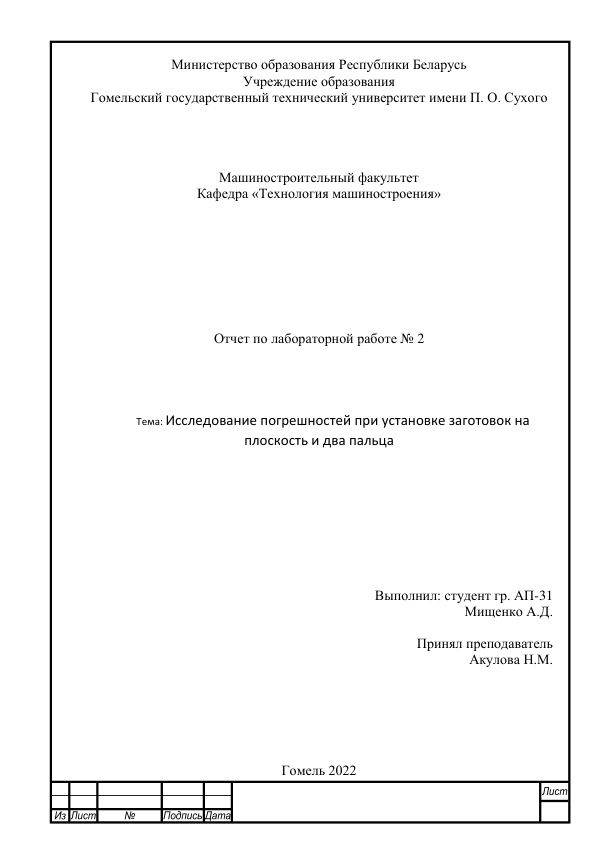 Министерство образования Республики Беларусь
Учреждение образования
Гомельский государственный технический университет имени П. О. Сухого
Машиностроительный факультет
Кафедра «Технология машиностроения»
Отчет по лабораторной работе № 2
Тема: Исследование погрешностей при установке заготовок на
плоскость и два пальца
Выполнил: студент гр. АП-31
Мищенко А.Д.
Принял преподаватель
Акулова Н.М.
Гомель 2022
Лист
Из Лист № Подпись Дата